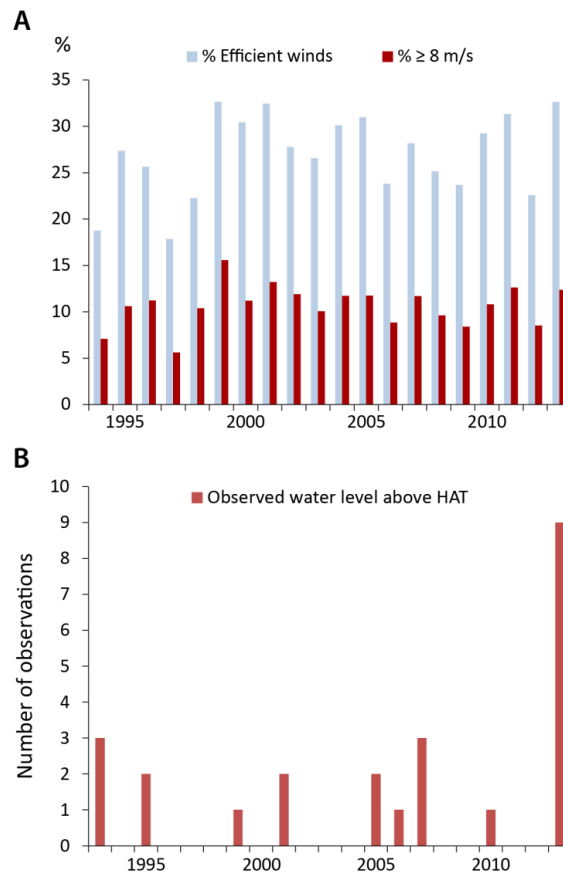 A
%
% Efficient winds % ≥ 8 m/s
35
30
25
20
15
10
5
0
1995 2000 2005 2010
B
10
Observed water level above HAT
9
8
7
6
5
4
3
2
1
0
Number of observations
1995 2000 2005 2010